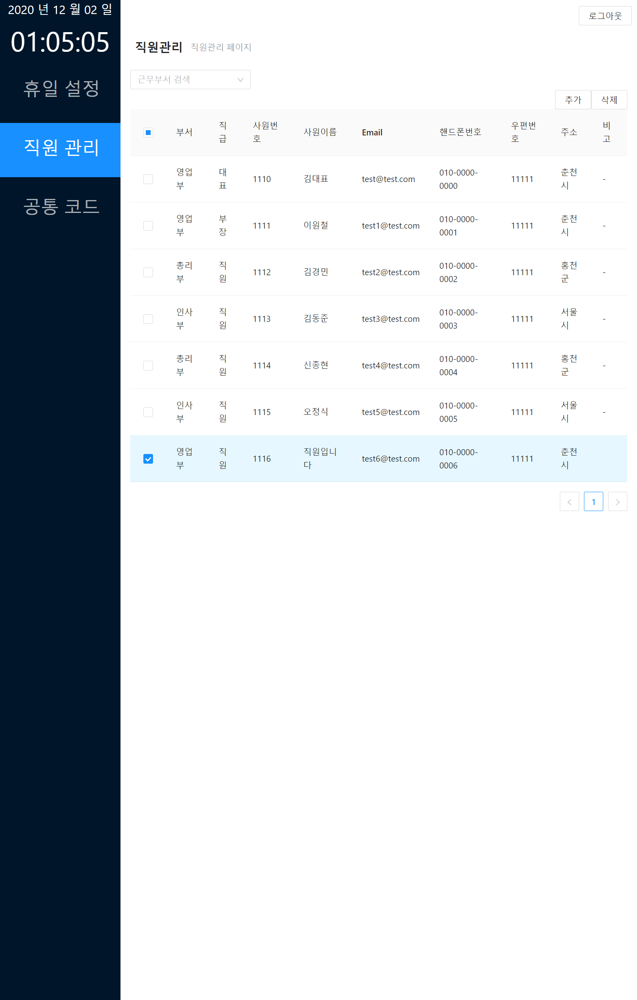 2020 년 12 월 02 일
01:05:05
휴일 설정
직원 관리
공통 코드
로그아웃
직원관리 직원관리 페이지
근무부서 검색
추가 삭제
부서 직급 사원번호 사원이름 Email 핸드폰번호 우편번호 주소 비고
영업부 대표 1110 김대표 test@test.com 010-0000-0000 11111 춘천시 -
영업부 부장 1111 이원철 test1@test.com 010-0000-0001 11111 춘천시 -
총리부 직원 1112 김경민 test2@test.com 010-0000-0002 11111 홍천군 -
인사부 직원 1113 김동준 test3@test.com 010-0000-0003 11111 서울시 -
총리부 직원 1114 신종현 test4@test.com 010-0000-0004 11111 홍천군 -
인사부 직원 1115 오정식 test5@test.com 010-0000-0005 11111 서울시 -
영업부 직원 1116 직원입니다 test6@test.com 010-0000-0006 11111 춘천시
1